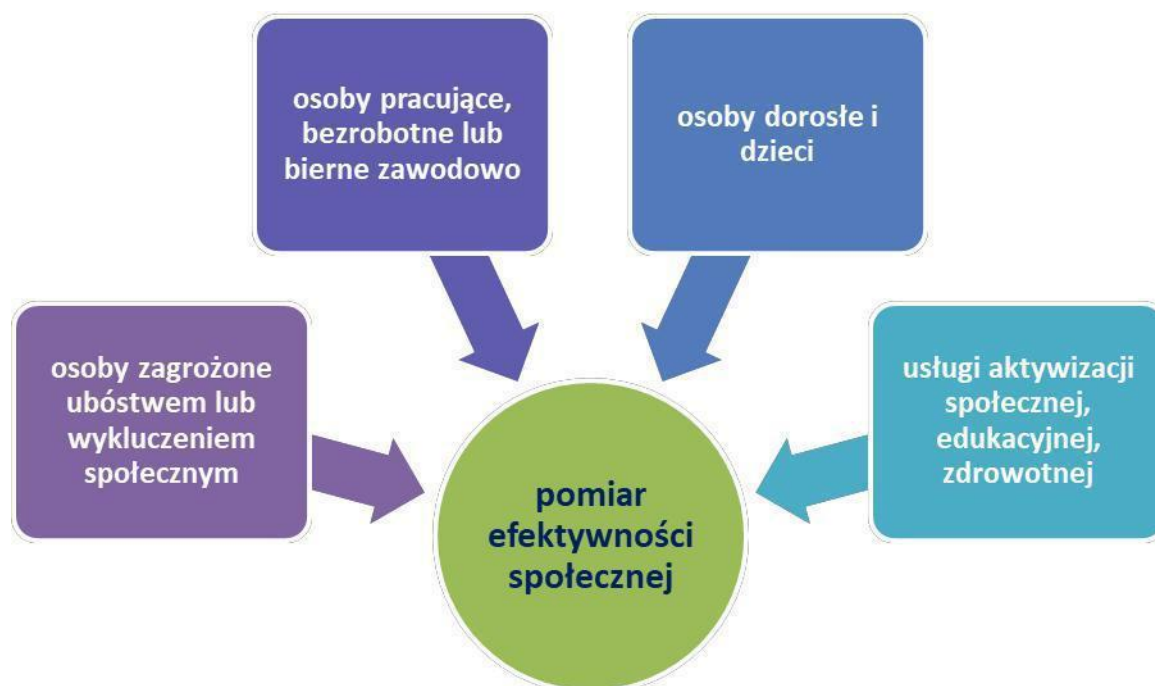 osoby pracujące,
bezrobotne lub
bierne zawodowo
osoby dorosłe i
dzieci
osoby zagrożone
ubóstwem lub
wykluczeniem
społecznym
usługi aktywizacji
społecznej,
edukacyjnej,
zdrowotnej
pomiar
efektywności
społecznej